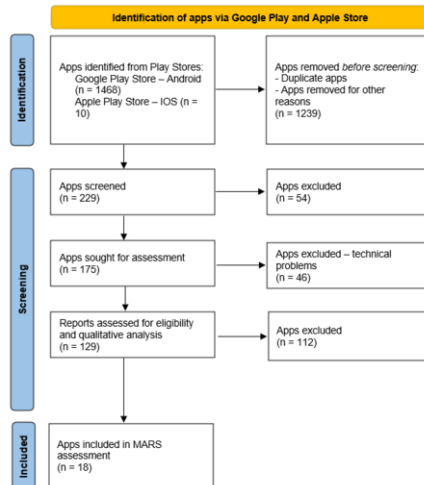 Identification of apps via Google Play and Apple Store
Identification
Apps identified from Play Stores:
Google Play Store – Android
(n = 1468)
Apple Play Store – IOS (n =
10)
Apps removed before screening:
- Duplicate apps
- Apps removed for other
reasons
(n = 1239)
Screening
Apps screened
(n = 229)
Apps excluded
(n = 54)
Apps sought for assessment
(n = 175)
Apps excluded – technical
problems
(n = 46)
Reports assessed for eligibility
and qualitative analysis
(n = 129)
Apps excluded
(n = 112)
Included
Apps included in MARS
assessment
(n = 18)